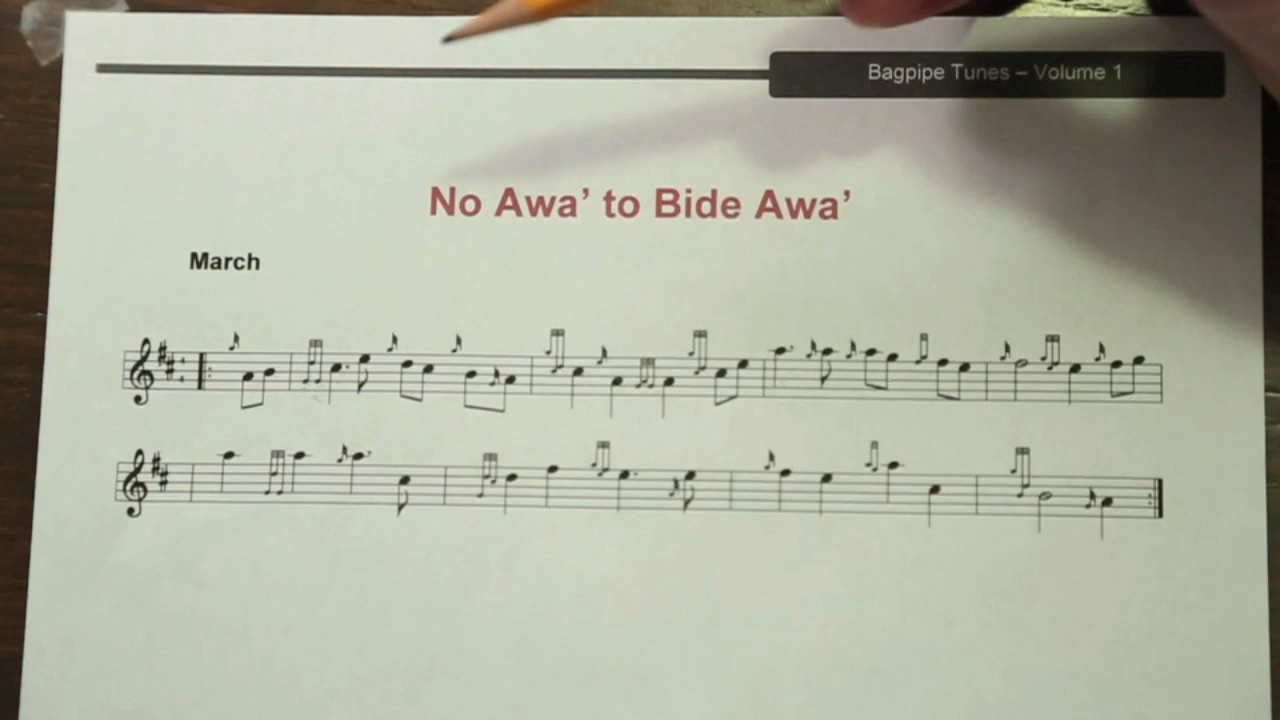 Bagpipe Tunes – Volume 1
No Awa’ to Bide Awa’
March